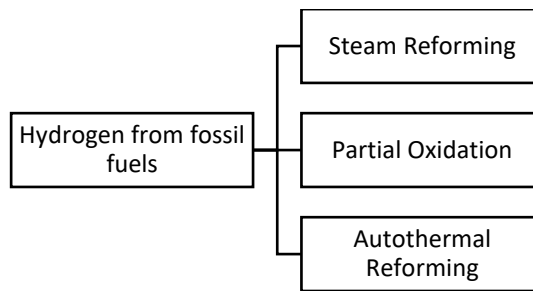 Steam Reforming
Hydrogen from fossil
fuels
Partial Oxidation
Autothermal
Reforming